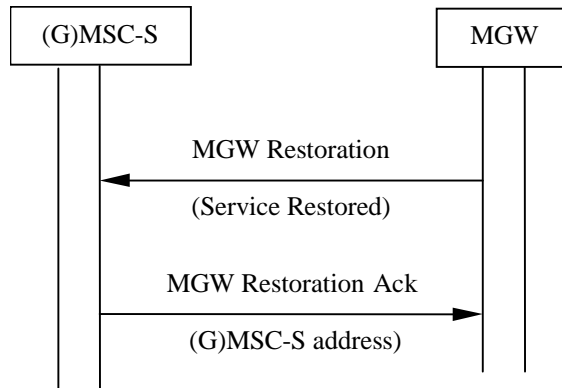 (G)MSC-S
MGW
MGW Restoration
(Service Restored)
MGW Restoration Ack
(G)MSC-S address)